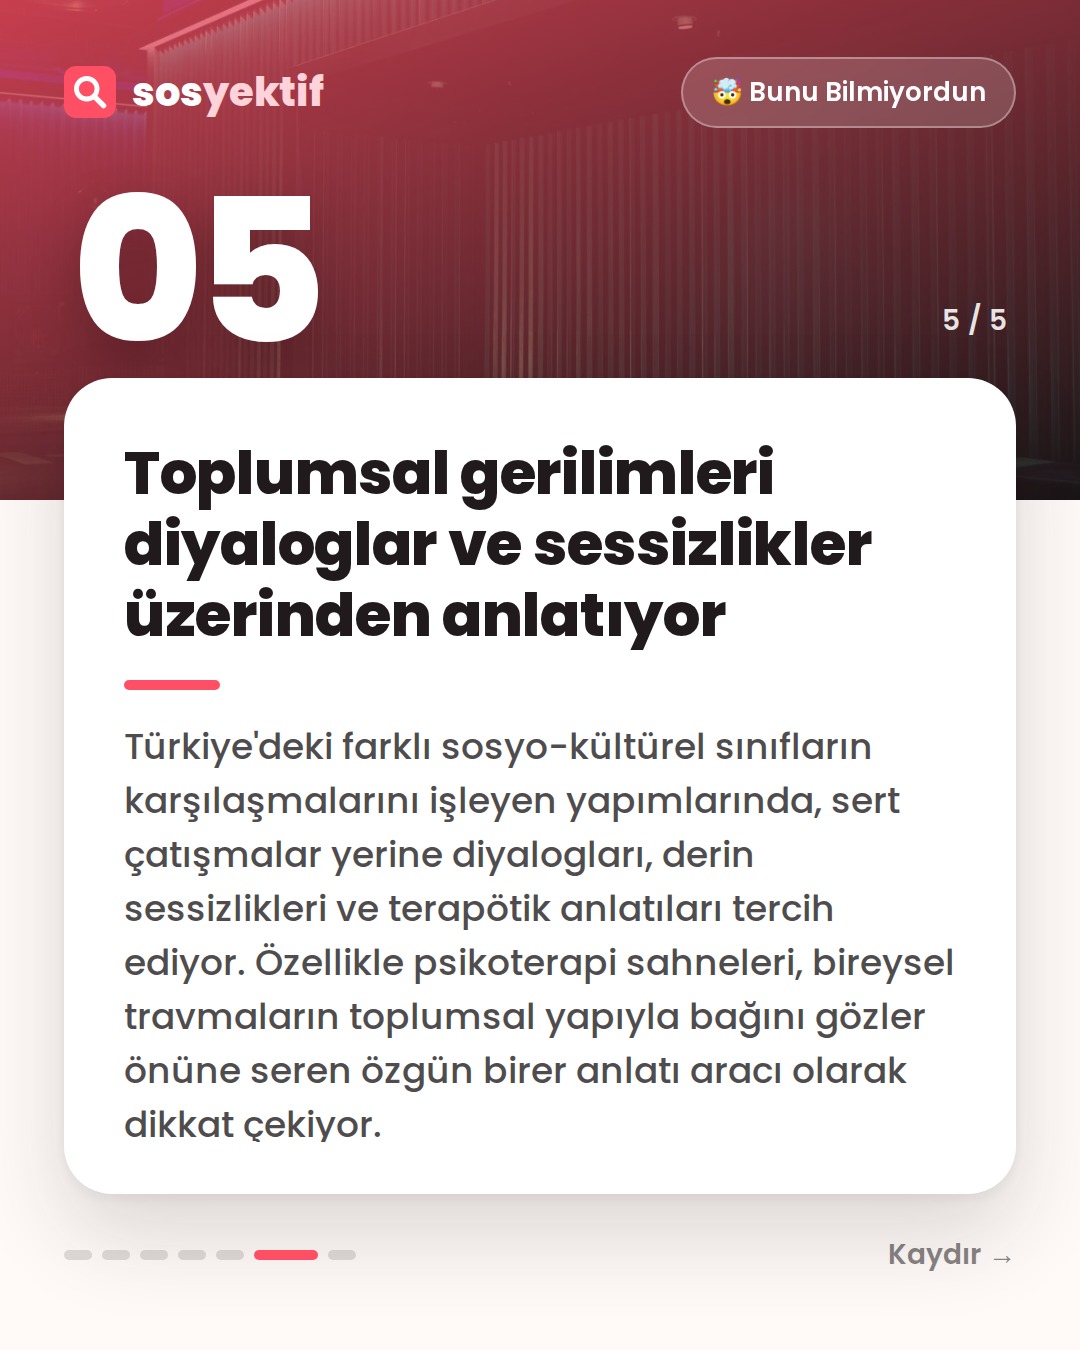 sosyektif
🤯 Bunu Bilmiyordun
05
5 / 5
Toplumsal gerilimleri
diyaloglar ve sessizlikler
üzerinden anlatıyor
Türkiye'deki farklı sosyo-kültürel sınıfların
karşılaşmalarını işleyen yapımlarında, sert
çatışmalar yerine diyalogları, derin
sessizlikleri ve terapötik anlatıları tercih
ediyor. Özellikle psikoterapi sahneleri, bireysel
travmaların toplumsal yapıyla bağını gözler
önüne seren özgün birer anlatı aracı olarak
dikkat çekiyor.
Kaydır →